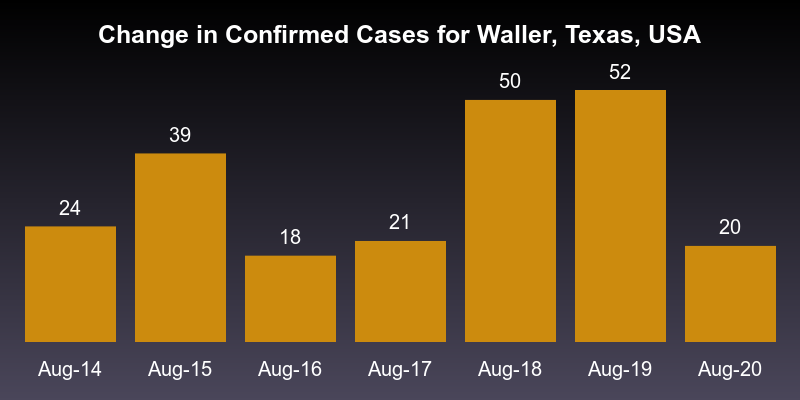 Change in Confirmed Cases for Waller, Texas, USA
24
39
18
21
50
52
20
Aug-14
Aug-15
Aug-16
Aug-17
Aug-18
Aug-19
Aug-20